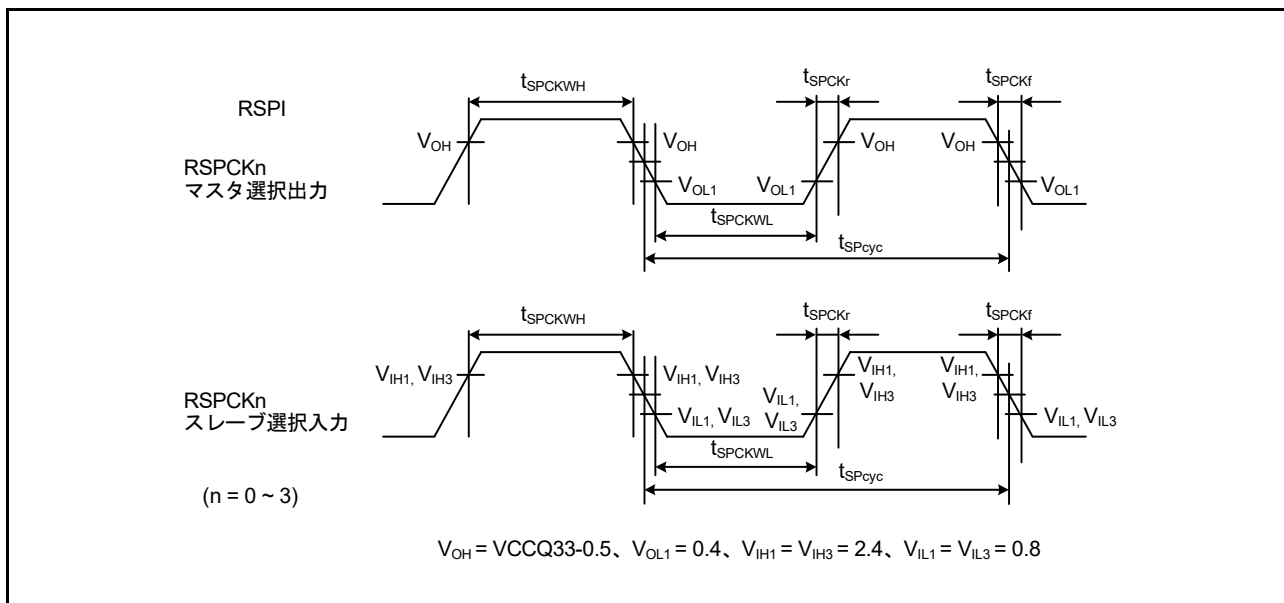 tSPCKWH
tSPCKr
tSPCKf
RSPI
VOH
VOH
VOH
VOH
RSPCKn
マスタ選択出力
VOL1
VOL1
VOL1
tSPCKWL
tSPcyc
tSPCKWH
tSPCKr
tSPCKf
VIH1, VIH3
VIH1, VIH3
VIH1,
VIH3
VIH1,
VIH3
RSPCKn
スレーブ選択入力
VIL1, VIL3
VIL1,
VIL3
VIL1, VIL3
tSPCKWL
tSPcyc
(n = 0 ~ 3)
VOH = VCCQ33-0.5、VOL1 = 0.4、VIH1 = VIH3 = 2.4、VIL1 = VIL3 = 0.8